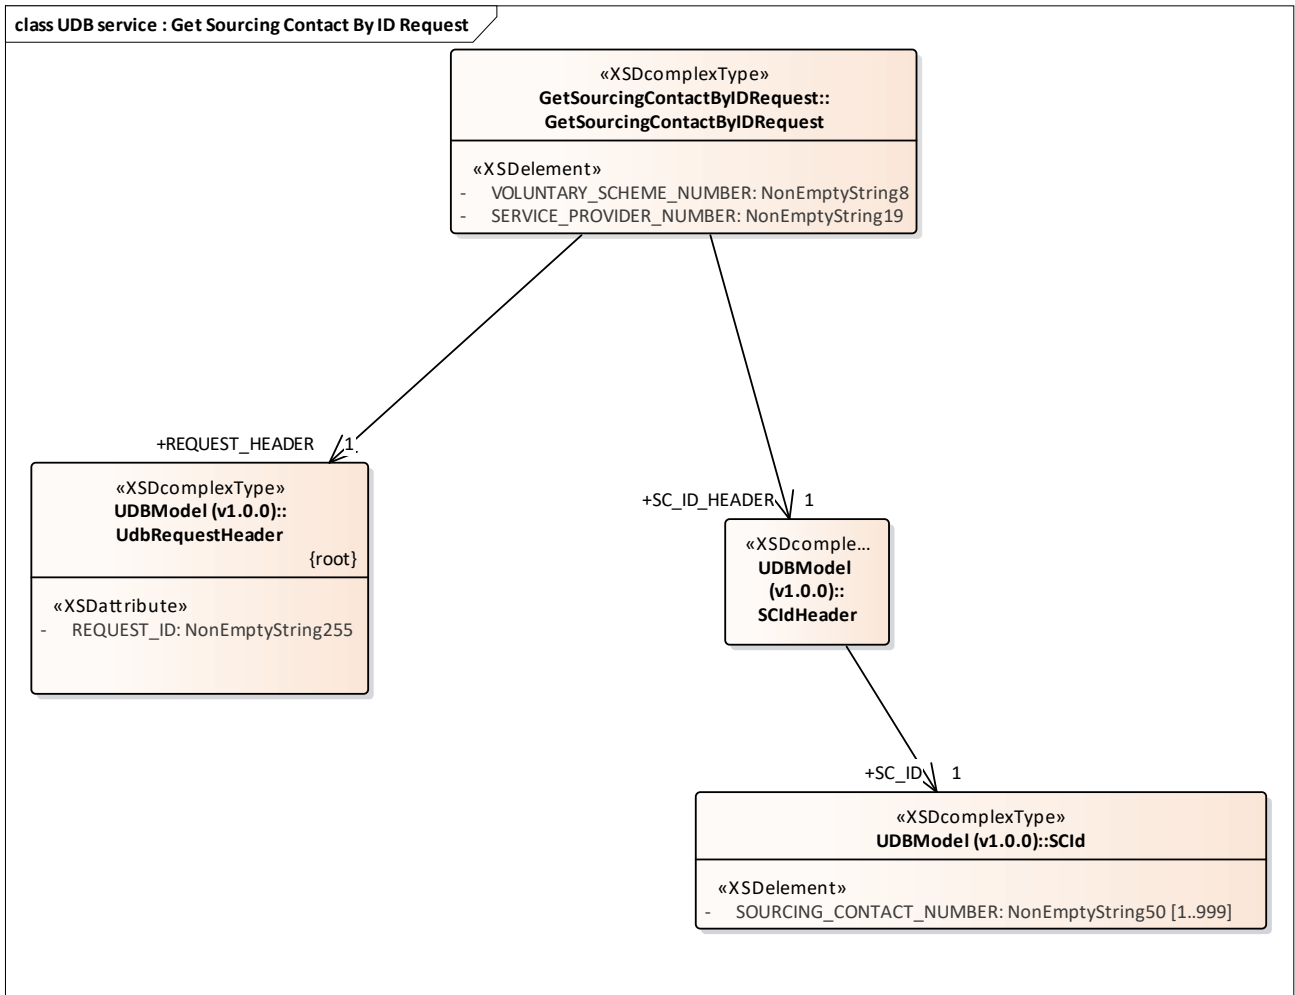 class UDB service : Get Sourcing Contact By ID Request
«XSDcomplexType»
GetSourcingContactByIDRequest::
GetSourcingContactByIDRequest
«XSDelement»
- VOLUNTARY_SCHEME_NUMBER: NonEmptyString8
- SERVICE_PROVIDER_NUMBER: NonEmptyString19
+REQUEST_HEADER 1
«XSDcomplexType»
UDBModel (v1.0.0)::
UdbRequestHeader
{root}
«XSDattribute»
- REQUEST_ID: NonEmptyString255
+SC_ID_HEADER 1
«XSDcomple...
UDBModel
(v1.0.0)::
SCIdHeader
+SC_ID 1
«XSDcomplexType»
UDBModel (v1.0.0)::SCId
«XSDelement»
- SOURCING_CONTACT_NUMBER: NonEmptyString50 [1..999]